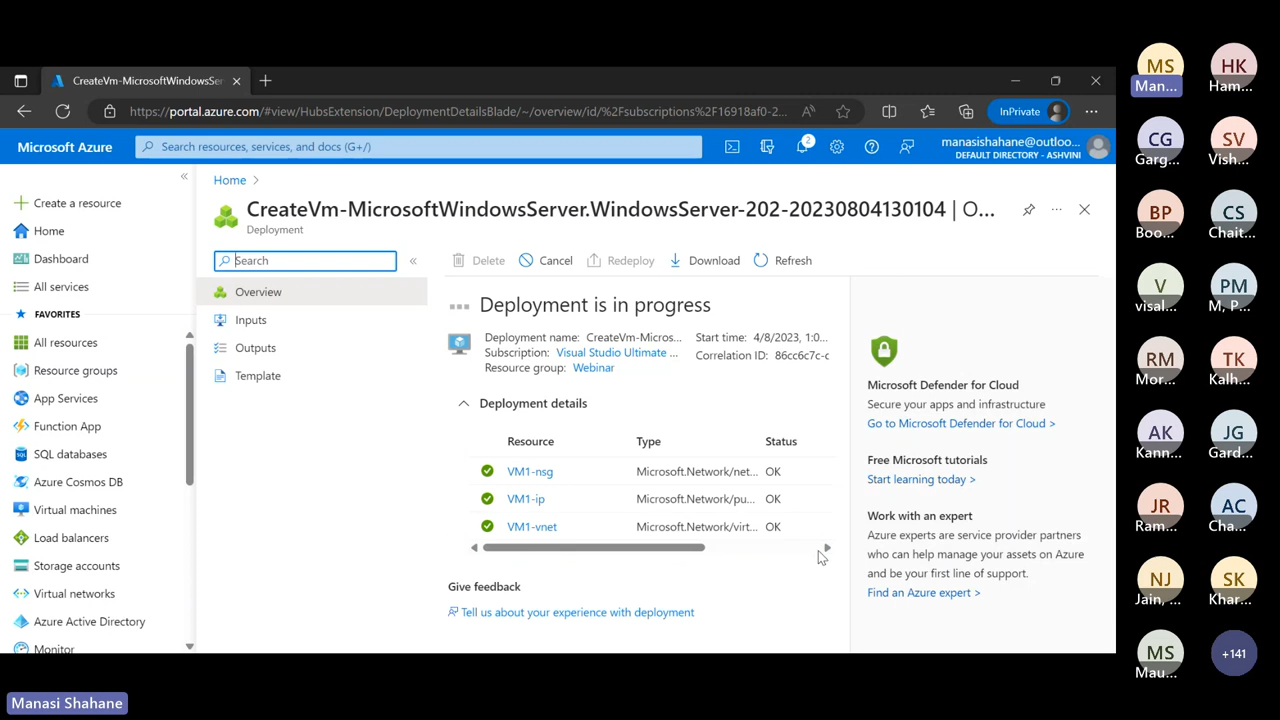 CreateVm-MicrosoftWindowsSer
https://portal.azure.com/#view/HubsExtension/DeploymentDetailsBlade/~/overview/id/%2Fsubscriptions%2F16918af0-2...
InPrivate
Microsoft Azure
Search resources, services, and docs (G+/)
2
manasishahane@outloo...
DEFAULT DIRECTORY - ASHVINI
Create a resource
Home
Dashboard
All services
FAVORITES
All resources
Resource groups
App Services
Function App
SQL databases
Azure Cosmos DB
Virtual machines
Load balancers
Storage accounts
Virtual networks
Azure Active Directory
Monitor
Home
CreateVm-MicrosoftWindowsServer.WindowsServer-202-20230804130104 | O...
Deployment
Search
Overview
Inputs
Outputs
Template
Delete Cancel Redeploy Download Refresh
Deployment is in progress
Deployment name: CreateVm-Micros... Start time: 4/8/2023, 1:0...
Subscription: Visual Studio Ultimate ... Correlation ID: 86cc6c7c-c
Resource group: Webinar
Deployment details
Resource Type Status
VM1-nsg Microsoft.Network/net... OK
VM1-ip Microsoft.Network/pu... OK
VM1-vnet Microsoft.Network/virt... OK
Give feedback
Tell us about your experience with deployment
Microsoft Defender for Cloud
Secure your apps and infrastructure
Go to Microsoft Defender for Cloud >
Free Microsoft tutorials
Start learning today >
Work with an expert
Azure experts are service provider partners
who can help manage your assets on Azure
and be your first line of support.
Find an Azure expert >
MS HK
Man... Ham...
CG SV
Garg... Vish...
BP CS
Boo... Chait...
V PM
visal... M, P...
RM TK
Mor... Kalh...
AK JG
Kann... Gard...
JR AC
Ram... Cha...
NJ SK
Jain, ... Khar...
MS +141
Mau...
Manasi Shahane